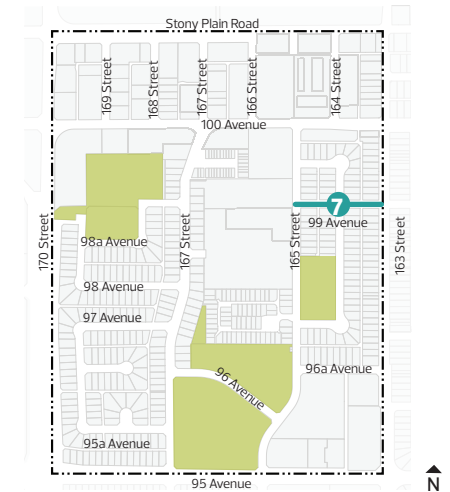 Stony Plain Road
169 Street
168 Street
167 Street
166 Street
164 Street
100 Avenue
7
99 Avenue
170 Street
98a Avenue
167 Street
165 Street
163 Street
98 Avenue
97 Avenue
96a Avenue
96 Avenue
95a Avenue
95 Avenue
N